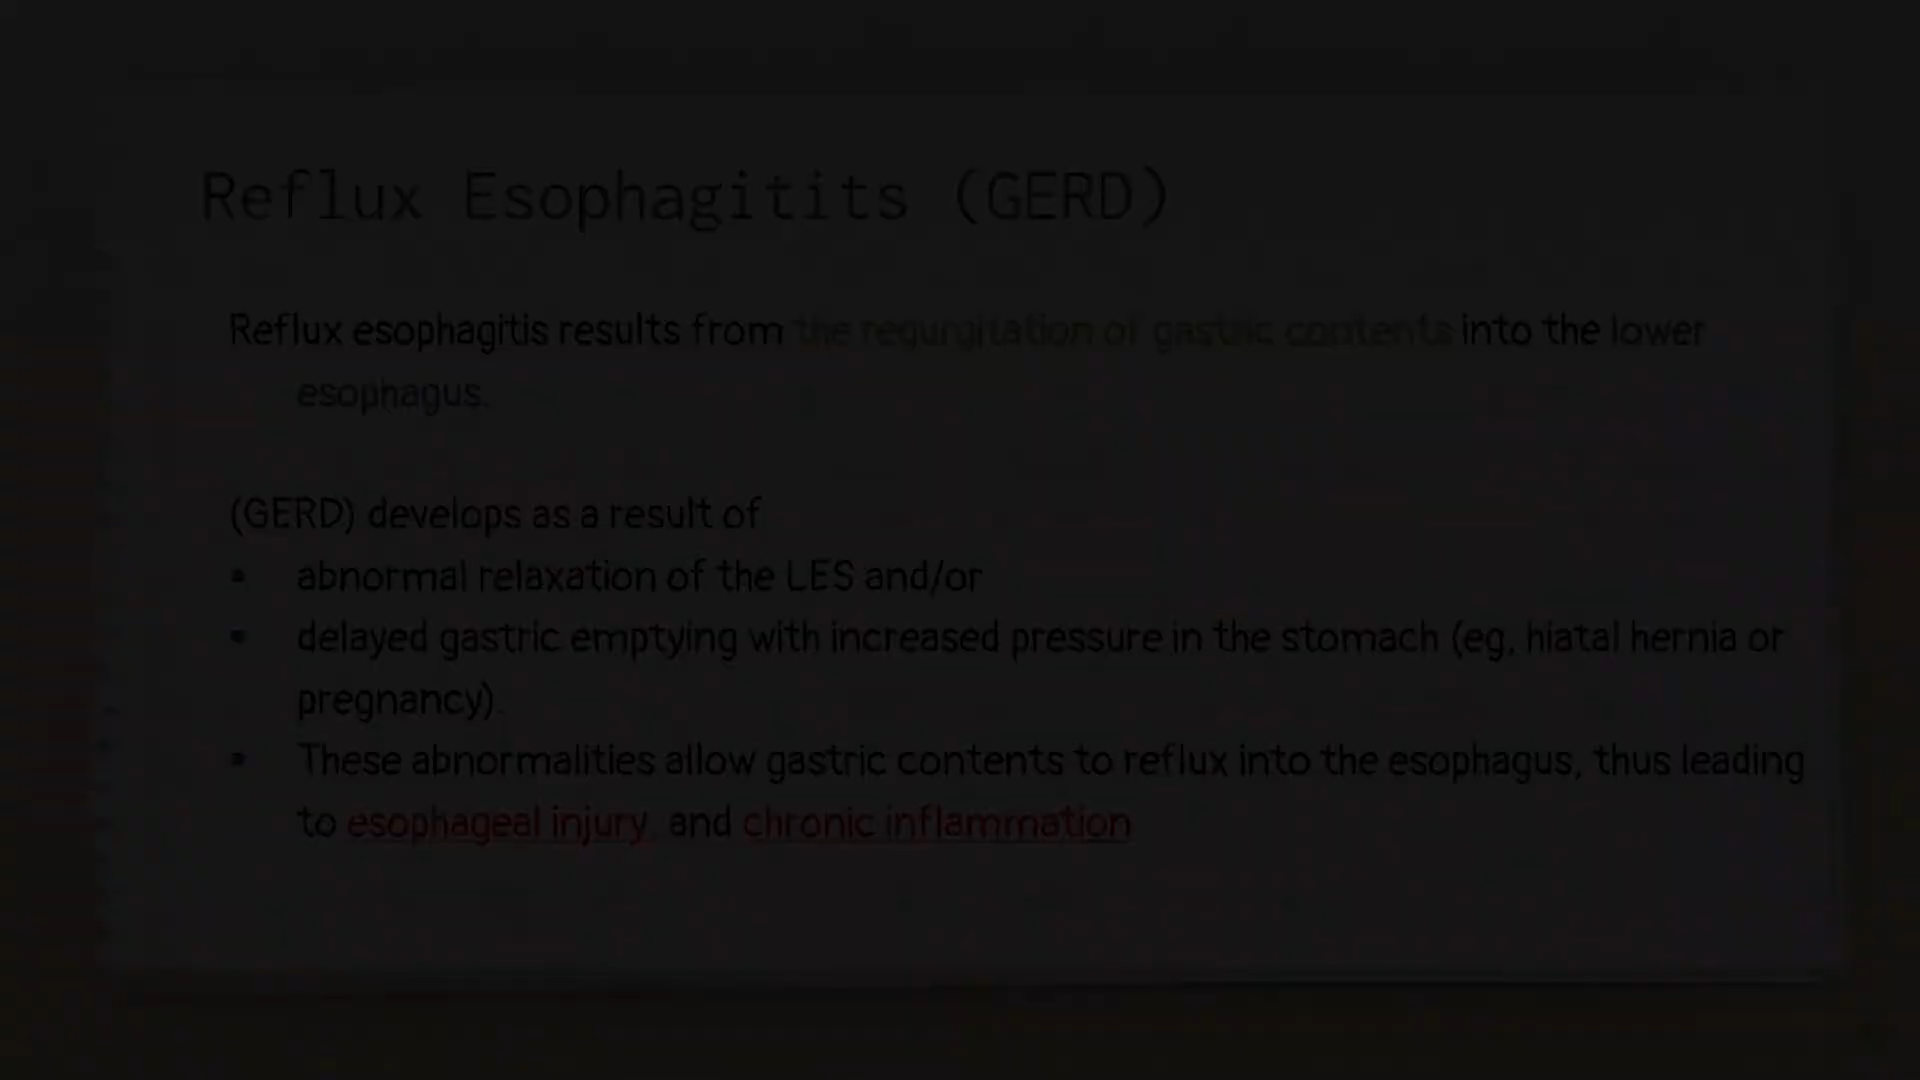 Reflux Esophagitits (GERD)
Reflux esophagitis results from the regurgitation of gastric contents into the lower
esophagus.
(GERD) develops as a result of
• abnormal relaxation of the LES and/or
• delayed gastric emptying with increased pressure in the stomach (eg, hiatal hernia or
pregnancy).
• These abnormalities allow gastric contents to reflux into the esophagus, thus leading
to esophageal injury, and chronic inflammation